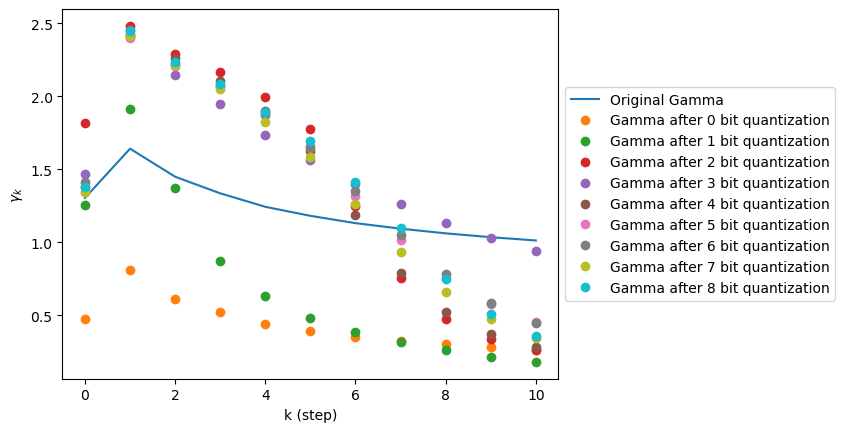 2.5
2.0
1.5
1.0
0.5
γk
0
2
4
6
8
10
k (step)
Original Gamma
Gamma after 0 bit quantization
Gamma after 1 bit quantization
Gamma after 2 bit quantization
Gamma after 3 bit quantization
Gamma after 4 bit quantization
Gamma after 5 bit quantization
Gamma after 6 bit quantization
Gamma after 7 bit quantization
Gamma after 8 bit quantization